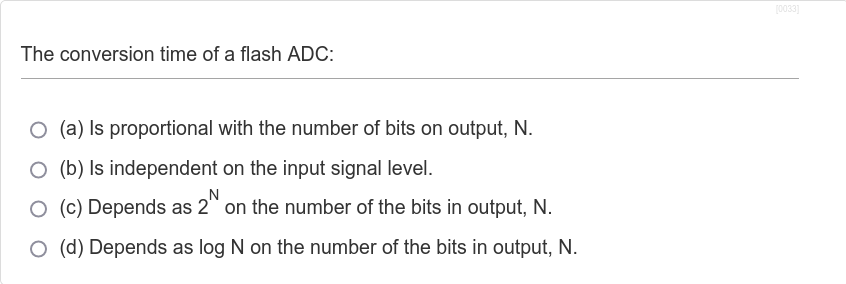 [0033]
The conversion time of a flash ADC:
(a) Is proportional with the number of bits on output, N.
(b) Is independent on the input signal level.
(c) Depends as 2^N on the number of the bits in output, N.
(d) Depends as log N on the number of the bits in output, N.